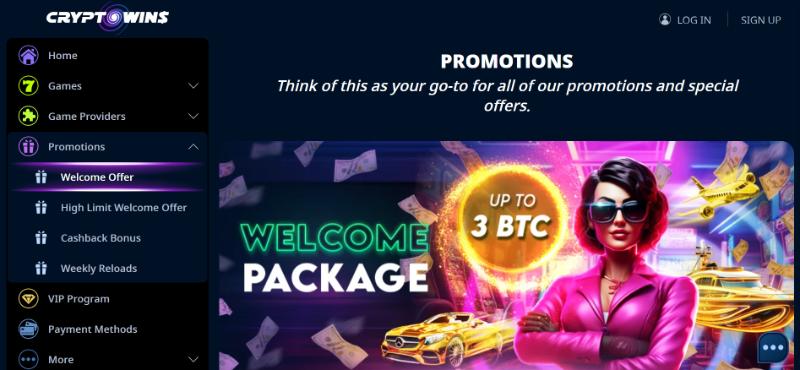 CRYPTOWIN$
LOG IN
SIGN UP
Home
Games
Game Providers
Promotions
Welcome Offer
High Limit Welcome Offer
Cashback Bonus
Weekly Reloads
VIP Program
Payment Methods
More
PROMOTIONS
Think of this as your go-to for all of our promotions and special
offers.
WELCOME
PACKAGE
UP TO
3 BTC